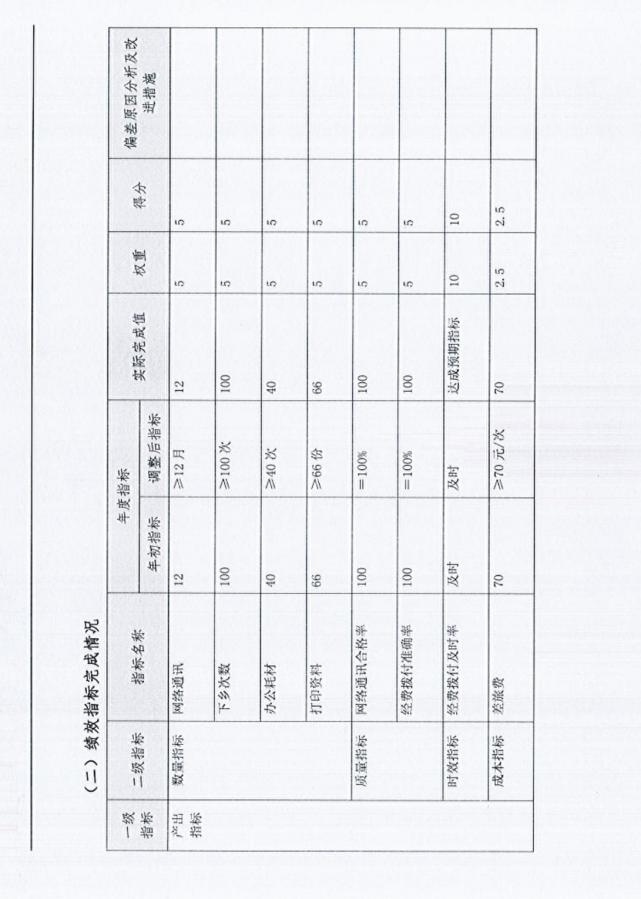 （二）绩效指标完成情况
一级指标 二级指标 指标名称 年度指标 实际完成值 权重 得分 偏差原因分析及改进措施
年初指标 调整后指标
产出指标 数量指标 网络通讯 12 ≥12月 12 5 5
下乡次数 100 ≥100次 100 5 5
办公耗材 40 ≥40次 40 5 5
打印资料 66 ≥66份 66 5 5
质量指标 网络通讯合格率 100 =100% 100 5 5
经费拨付准确率 100 =100% 100 5 5
时效指标 经费拨付及时率 及时 及时 达成预期指标 10 10
成本指标 差旅费 70 ≥70元/次 70 2.5 2.5